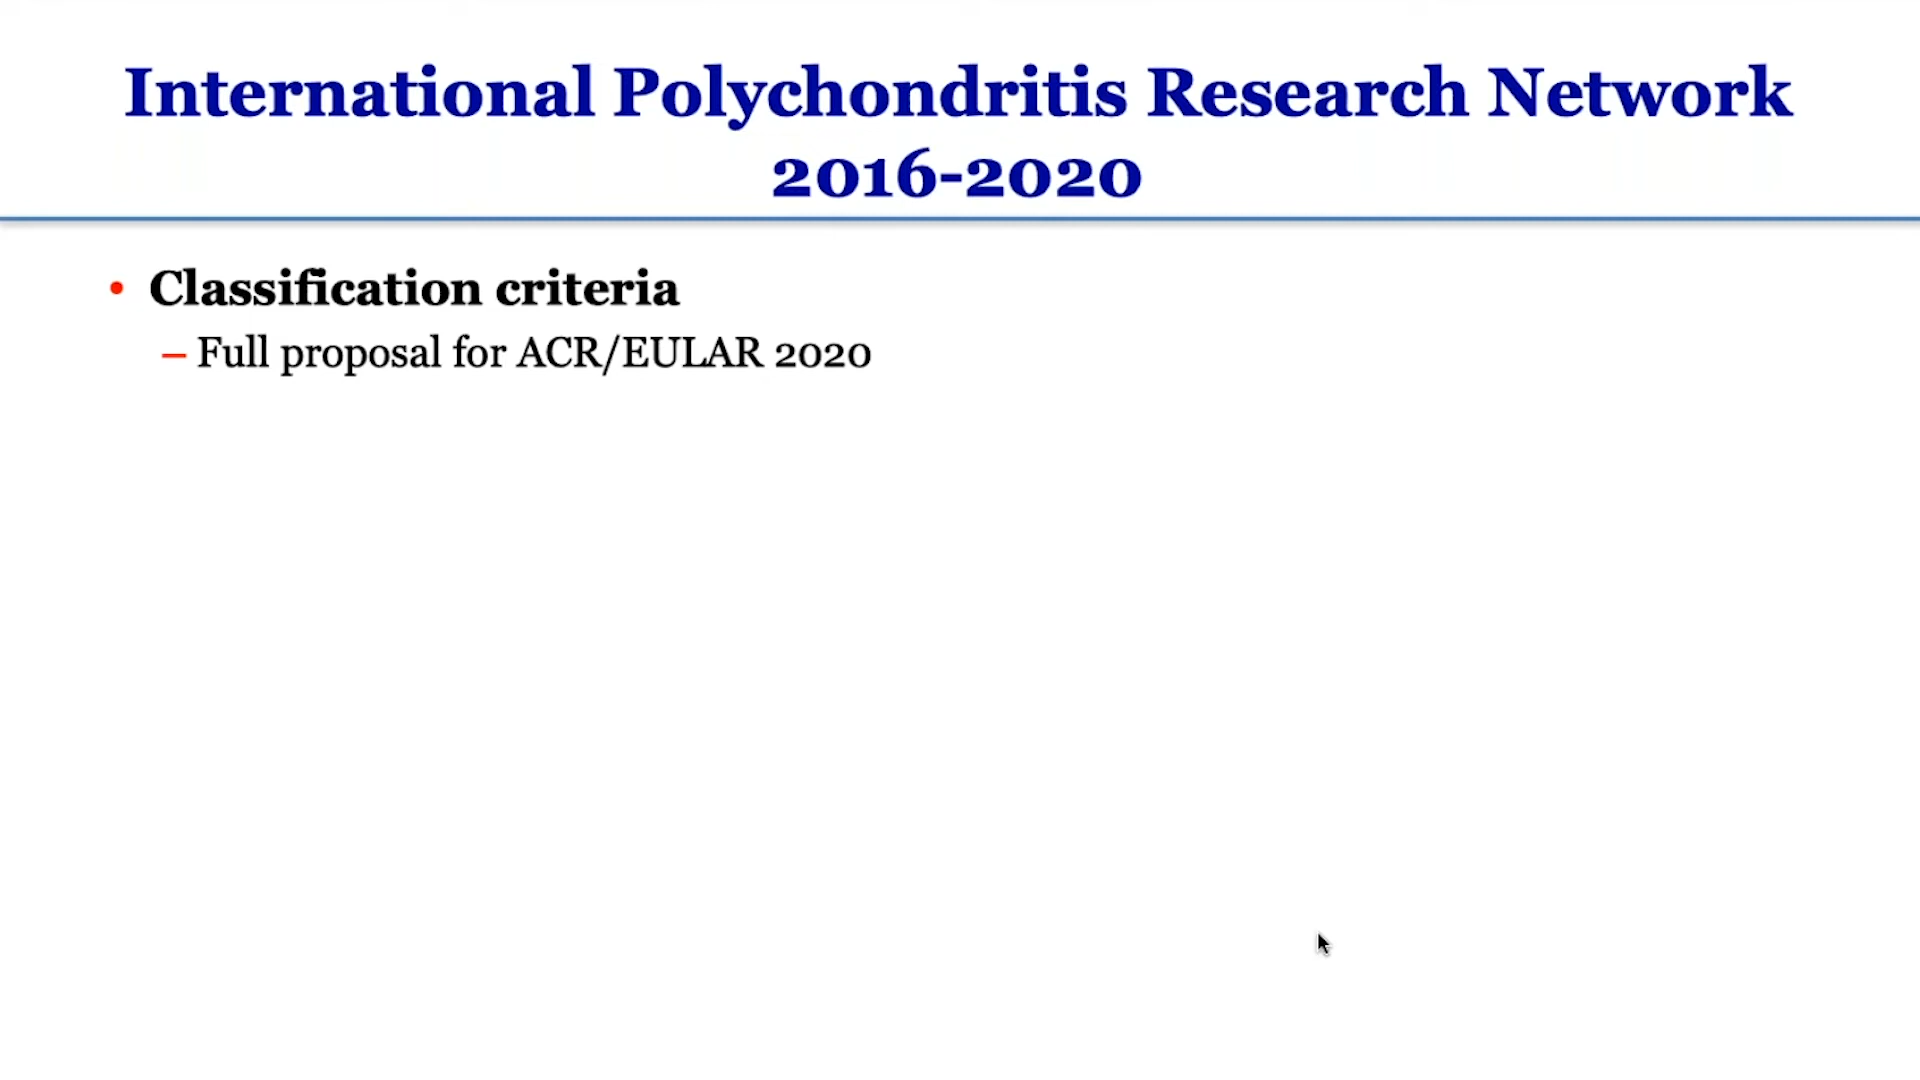 International Polychondritis Research Network
2016-2020
• Classification criteria
– Full proposal for ACR/EULAR 2020